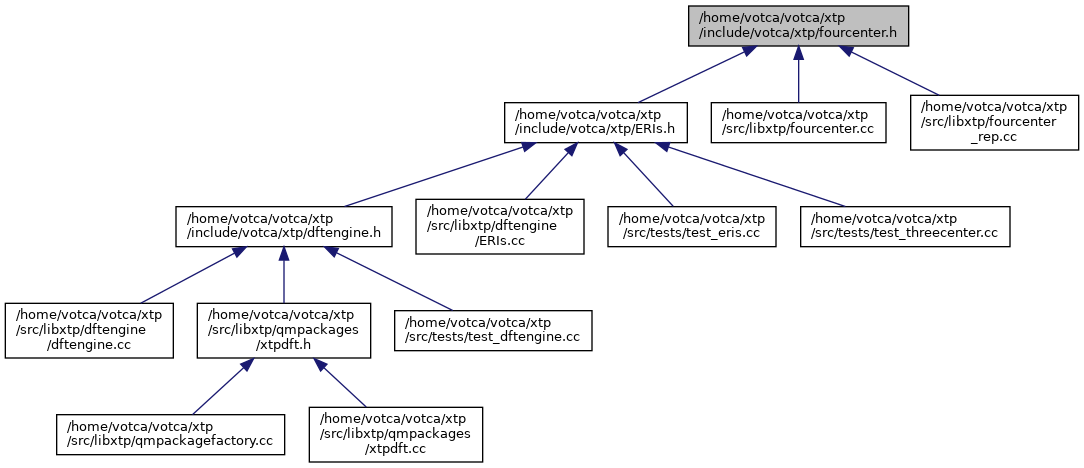 /home/votca/votca/xtp
/include/votca/xtp/fourcenter.h
/home/votca/votca/xtp
/include/votca/xtp/ERIs.h
/home/votca/votca/xtp
/src/libxtp/fourcenter.cc
/home/votca/votca/xtp
/src/libxtp/fourcenter
_rep.cc
/home/votca/votca/xtp
/include/votca/xtp/dftengine.h
/home/votca/votca/xtp
/src/libxtp/dftengine
/ERIs.cc
/home/votca/votca/xtp
/src/tests/test_eris.cc
/home/votca/votca/xtp
/src/tests/test_threecenter.cc
/home/votca/votca/xtp
/src/libxtp/dftengine
/dftengine.cc
/home/votca/votca/xtp
/src/libxtp/qmpackages
/xtpdft.h
/home/votca/votca/xtp
/src/tests/test_dftengine.cc
/home/votca/votca/xtp
/src/libxtp/qmpackagefactory.cc
/home/votca/votca/xtp
/src/libxtp/qmpackages
/xtpdft.cc